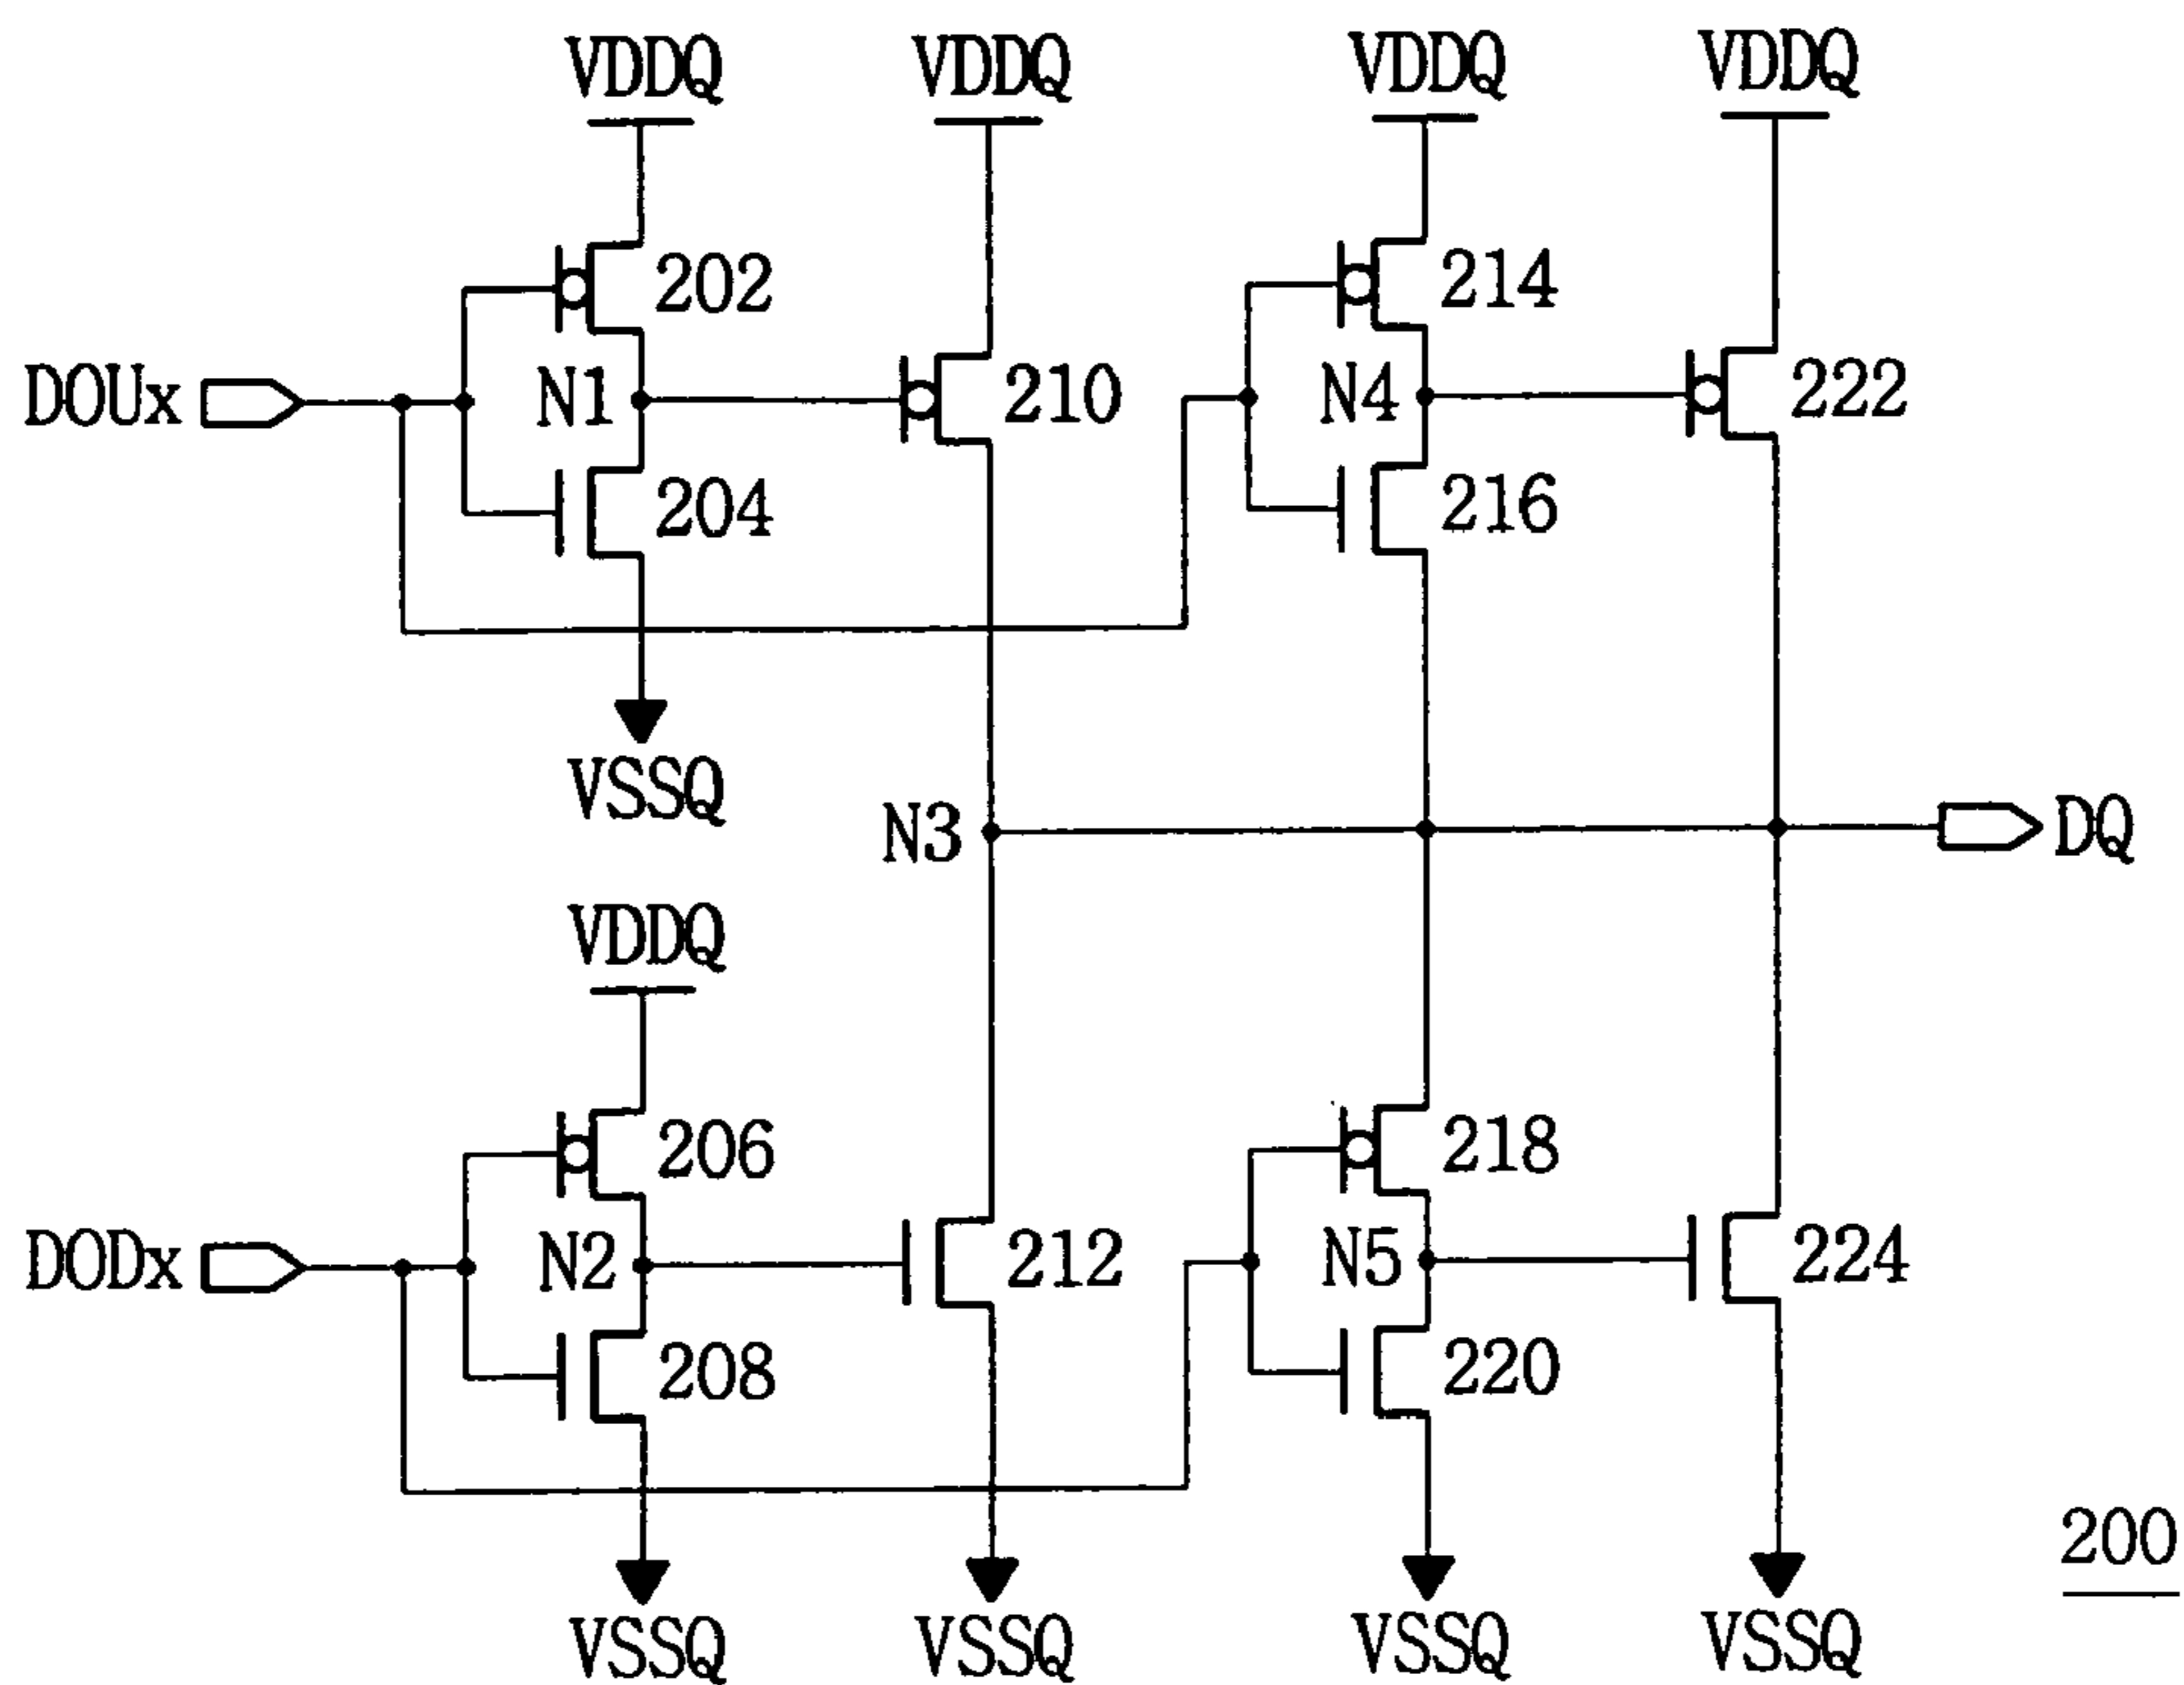 VDDQ VDDQ VDDQ VDDQ
202 214
DOUx N1 210 N4 222
204 216
VSSQ
N3 DQ
VDDQ
206 218
DODx N2 212 N5 224
208 220
200
VSSQ VSSQ VSSQ VSSQ